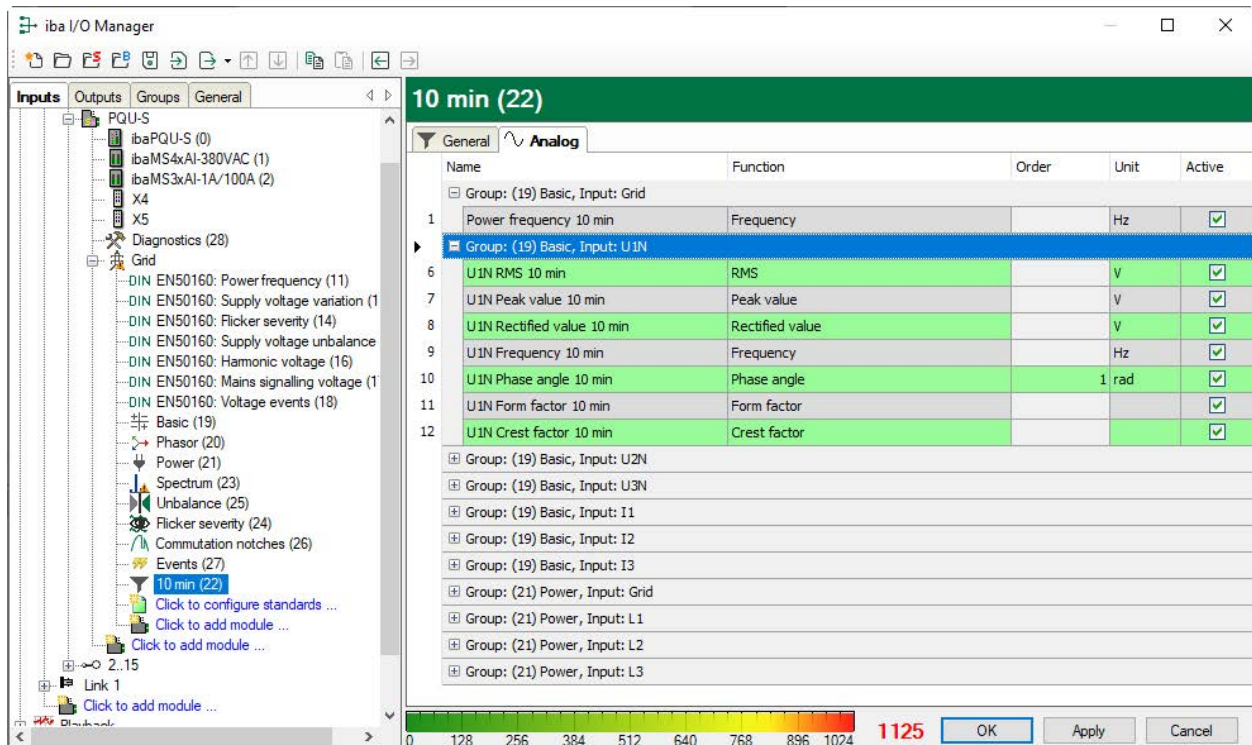 iba I/O Manager
Inputs Outputs Groups General
PQU-S
ibaPQU-S (0)
ibaMS4xAI-380VAC (1)
ibaMS3xAI-1A/100A (2)
X4
X5
Diagnostics (28)
Grid
DIN EN50160: Power frequency (11)
DIN EN50160: Supply voltage variation (1
DIN EN50160: Flicker severity (14)
DIN EN50160: Supply voltage unbalance
DIN EN50160: Harmonic voltage (16)
DIN EN50160: Mains signalling voltage (1
DIN EN50160: Voltage events (18)
Basic (19)
Phasor (20)
Power (21)
Spectrum (23)
Unbalance (25)
Flicker severity (24)
Commutation notches (26)
Events (27)
10 min (22)
Click to configure standards ...
Click to add module ...
Click to add module ...
2..15
Link 1
Click to add module ...
Playback
10 min (22)
General Analog
Name Function Order Unit Active
Group: (19) Basic, Input: Grid
1 Power frequency 10 min Frequency Hz
Group: (19) Basic, Input: U1N
6 U1N RMS 10 min RMS V
7 U1N Peak value 10 min Peak value V
8 U1N Rectified value 10 min Rectified value V
9 U1N Frequency 10 min Frequency Hz
10 U1N Phase angle 10 min Phase angle 1 rad
11 U1N Form factor 10 min Form factor
12 U1N Crest factor 10 min Crest factor
Group: (19) Basic, Input: U2N
Group: (19) Basic, Input: U3N
Group: (19) Basic, Input: I1
Group: (19) Basic, Input: I2
Group: (19) Basic, Input: I3
Group: (21) Power, Input: Grid
Group: (21) Power, Input: L1
Group: (21) Power, Input: L2
Group: (21) Power, Input: L3
0 128 256 384 512 640 768 896 1024 1125 OK Apply Cancel